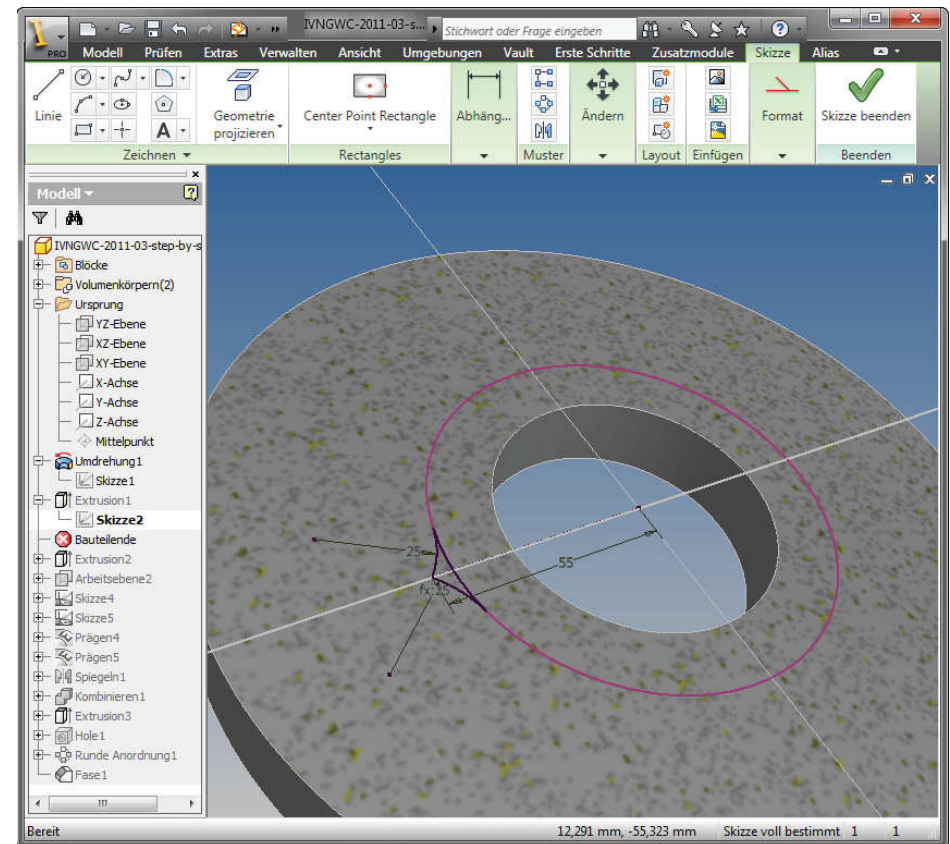 IVNGWC-2011-03-s...
Stichwort oder Frage eingeben
PRO
Modell Prüfen Extras Verwalten Ansicht Umgebungen Vault Erste Schritte Zusatzmodule Skizze Alias
Linie
A
Geometrie projizieren
Center Point Rectangle
Abhäng...
Ändern
Format
Skizze beenden
Zeichnen Rectangles Muster Layout Einfügen Beenden
Modell
IVNGWC-2011-03-step-by-s
Blöcke
Volumenkörpern(2)
Ursprung
YZ-Ebene
XZ-Ebene
XY-Ebene
X-Achse
Y-Achse
Z-Achse
Mittelpunkt
Umdrehung1
Skizze1
Extrusion1
Skizze2
Bauteilende
Extrusion2
Arbeitsebene2
Skizze4
Skizze5
Prägen4
Prägen5
Spiegeln1
Kombinieren1
Extrusion3
Hole1
Runde Anordnung1
Fase1
25
55
fx:25
Bereit
12,291 mm, -55,323 mm Skizze voll bestimmt 1 1